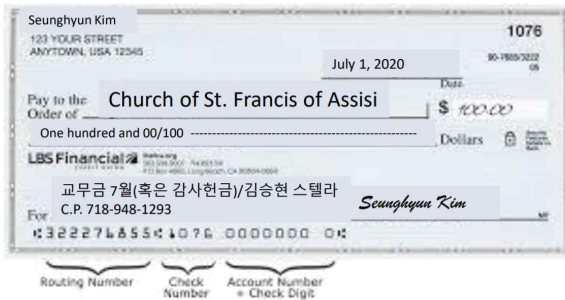 Seunghyun Kim
1076
123 YOUR STREET
ANYTOWN, USA 12345
July 1, 2020
Date
Pay to the
Order of Church of St. Francis of Assisi $ 100.00
One hundred and 00/100 ------------------------------------------------ Dollars
LBS Financial
CREDIT UNION
교무금 7월(혹은 감사헌금)/김승현 스텔라
For C.P. 718-948-1293 Seunghyun Kim
⑆322271855⑆ 1076 0000000 0⑆
Routing Number Check Number Account Number + Check Digit